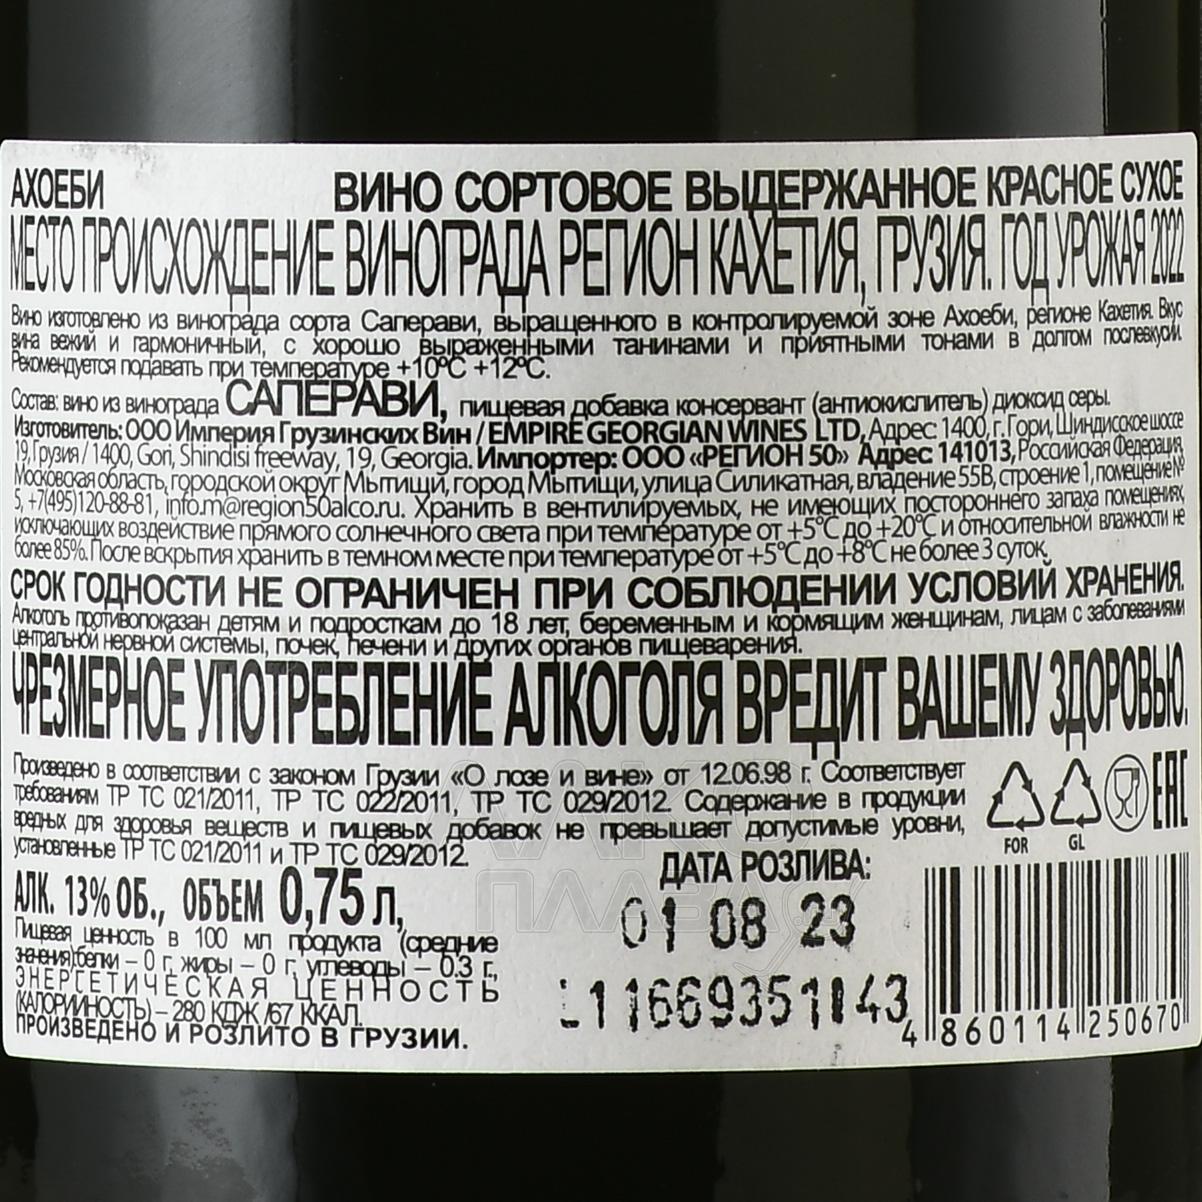 АХОЕБИ ВИНО СОРТОВОЕ ВЫДЕРЖАННОЕ КРАСНОЕ СУХОЕ
МЕСТО ПРОИСХОЖДЕНИЕ ВИНОГРАДА РЕГИОН КАХЕТИЯ, ГРУЗИЯ. ГОД УРОЖАЯ 2022
Вино изготовлено из винограда сорта Саперави, выращенного в контролируемой зоне Ахоеби, регионе Кахетия. Вкус
вина вежий и гармоничный, с хорошо выраженными танинами и приятными тонами в долгом послевкусии.
Рекомендуется подавать при температуре +10°С +12°С.
Состав: вино из винограда САПЕРАВИ, пищевая добавка консервант (антиокислитель) диоксид серы.
Изготовитель: ООО Империя Грузинских Вин / EMPIRE GEORGIAN WINES LTD, Адрес: 1400, г. Гори, Шиндисское шоссе
19, Грузия / 1400, Gori, Shindisi freeway, 19, Georgia. Импортер: ООО «РЕГИОН 50» Адрес: 141013, Российская Федерация,
Московская область, городской округ Мытищи, город Мытищи, улица Силикатная, владение 55В, строение 1, помещение №
5, +7(495)120-88-81, info.m@region50alco.ru. Хранить в вентилируемых, не имеющих постороннего запаха помещениях,
исключающих воздействие прямого солнечного света при температуре от +5°С до +20°С и относительной влажности не
более 85%. После вскрытия хранить в темном месте при температуре от +5°С до +8°С не более 3 суток.
СРОК ГОДНОСТИ НЕ ОГРАНИЧЕН ПРИ СОБЛЮДЕНИИ УСЛОВИЙ ХРАНЕНИЯ.
Алкоголь противопоказан детям и подросткам до 18 лет, беременным и кормящим женщинам, лицам с заболеваниями
центральной нервной системы, почек, печени и других органов пищеварения.
ЧРЕЗМЕРНОЕ УПОТРЕБЛЕНИЕ АЛКОГОЛЯ ВРЕДИТ ВАШЕМУ ЗДОРОВЬЮ.
Произведено в соответствии с законом Грузии «О лозе и вине» от 12.06.98 г. Соответствует
требованиям ТР ТС 021/2011, ТР ТС 022/2011, ТР ТС 029/2012. Содержание в продукции
вредных для здоровья веществ и пищевых добавок не превышает допустимые уровни,
установленные ТР ТС 021/2011 и ТР ТС 029/2012.
FOR GL EAC
АЛК. 13% ОБ., ОБЪЕМ 0,75 л,
Пищевая ценность в 100 мл продукта (средние
значения):белки – 0 г, жиры – 0 г, углеводы – 0.3 г.,
ЭНЕРГЕТИЧЕСКАЯ ЦЕННОСТЬ
(КАЛОРИЙНОСТЬ) – 280 КДЖ /67 ККАЛ.
ПРОИЗВЕДЕНО И РОЗЛИТО В ГРУЗИИ.
ДАТА РОЗЛИВА:
01 08 23
4 860114 250670
АЛКО
ПЛАЗА